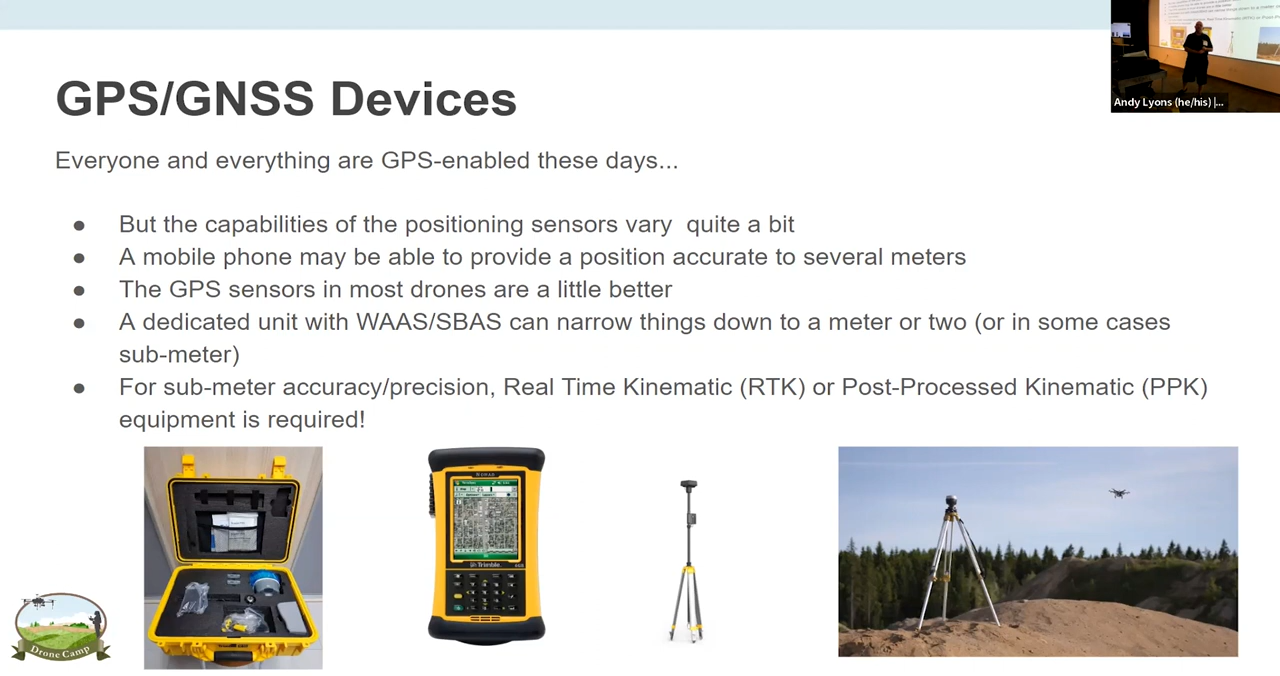 GPS/GNSS Devices
Andy Lyons (he/his) |...
Everyone and everything are GPS-enabled these days...
● But the capabilities of the positioning sensors vary  quite a bit
● A mobile phone may be able to provide a position accurate to several meters
● The GPS sensors in most drones are a little better
● A dedicated unit with WAAS/SBAS can narrow things down to a meter or two (or in some cases
sub-meter)
● For sub-meter accuracy/precision, Real Time Kinematic (RTK) or Post-Processed Kinematic (PPK)
equipment is required!
Trimble
Drone Camp